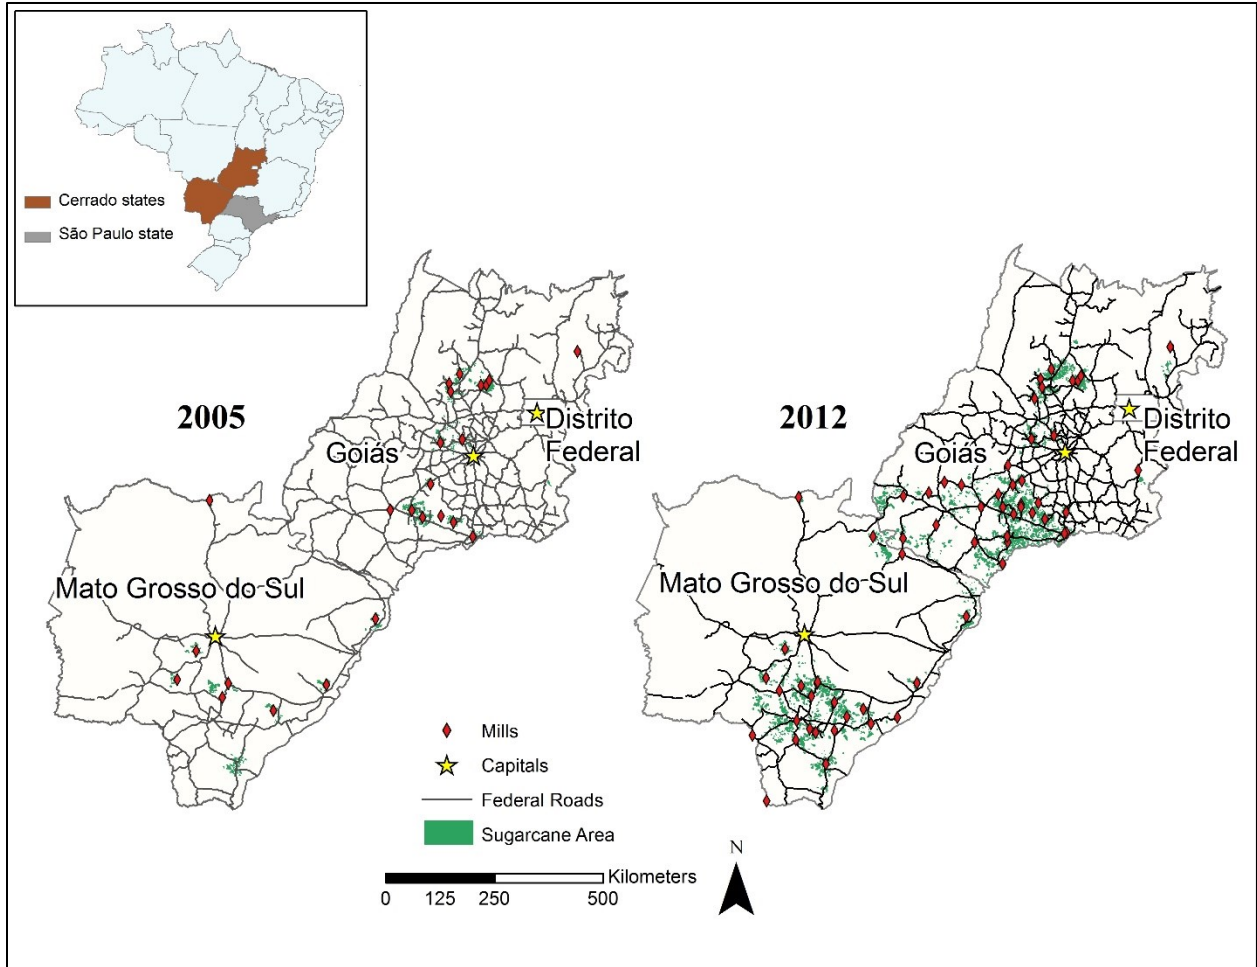 Cerrado states
São Paulo state
2005
Goiás
Distrito
Federal
Mato Grosso do Sul
2012
Goiás
Distrito
Federal
Mato Grosso do Sul
Mills
Capitals
Federal Roads
Sugarcane Area
Kilometers
0 125 250 500
N